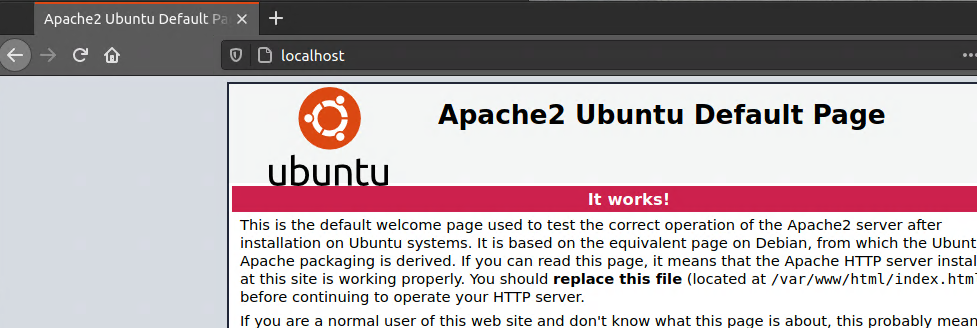 Apache2 Ubuntu Default Pa
localhost
ubuntu
Apache2 Ubuntu Default Page
It works!
This is the default welcome page used to test the correct operation of the Apache2 server after
installation on Ubuntu systems. It is based on the equivalent page on Debian, from which the Ubunt
Apache packaging is derived. If you can read this page, it means that the Apache HTTP server instal
at this site is working properly. You should replace this file (located at /var/www/html/index.htm
before continuing to operate your HTTP server.
If you are a normal user of this web site and don't know what this page is about, this probably mean